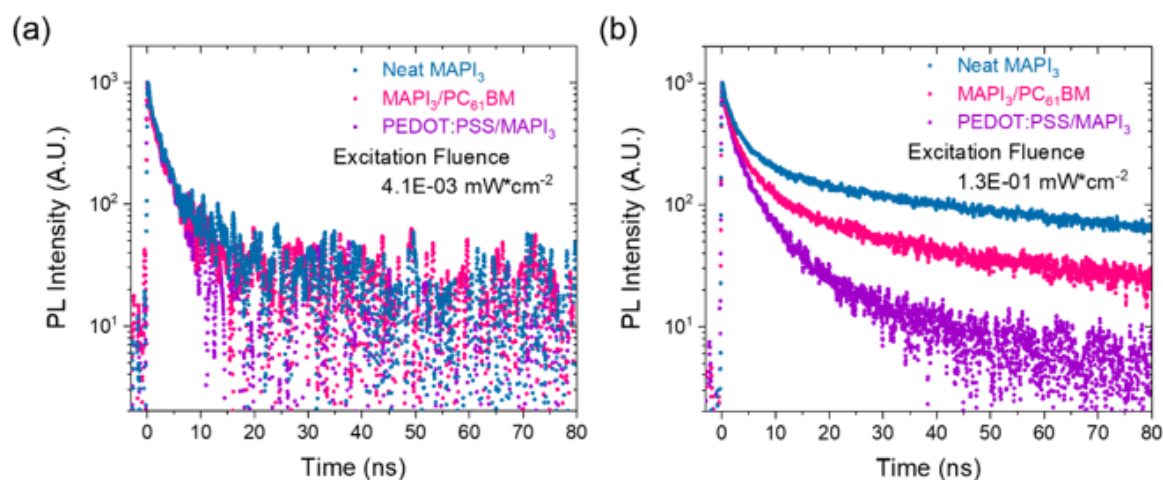 (a)
PL Intensity (A.U.)
10³
10²
10¹
Neat MAPI₃
MAPI₃/PC₆₁BM
PEDOT:PSS/MAPI₃
Excitation Fluence
4.1E-03 mW*cm⁻²
0 10 20 30 40 50 60 70 80
Time (ns)
(b)
PL Intensity (A.U.)
10³
10²
10¹
Neat MAPI₃
MAPI₃/PC₆₁BM
PEDOT:PSS/MAPI₃
Excitation Fluence
1.3E-01 mW*cm⁻²
0 10 20 30 40 50 60 70 80
Time (ns)